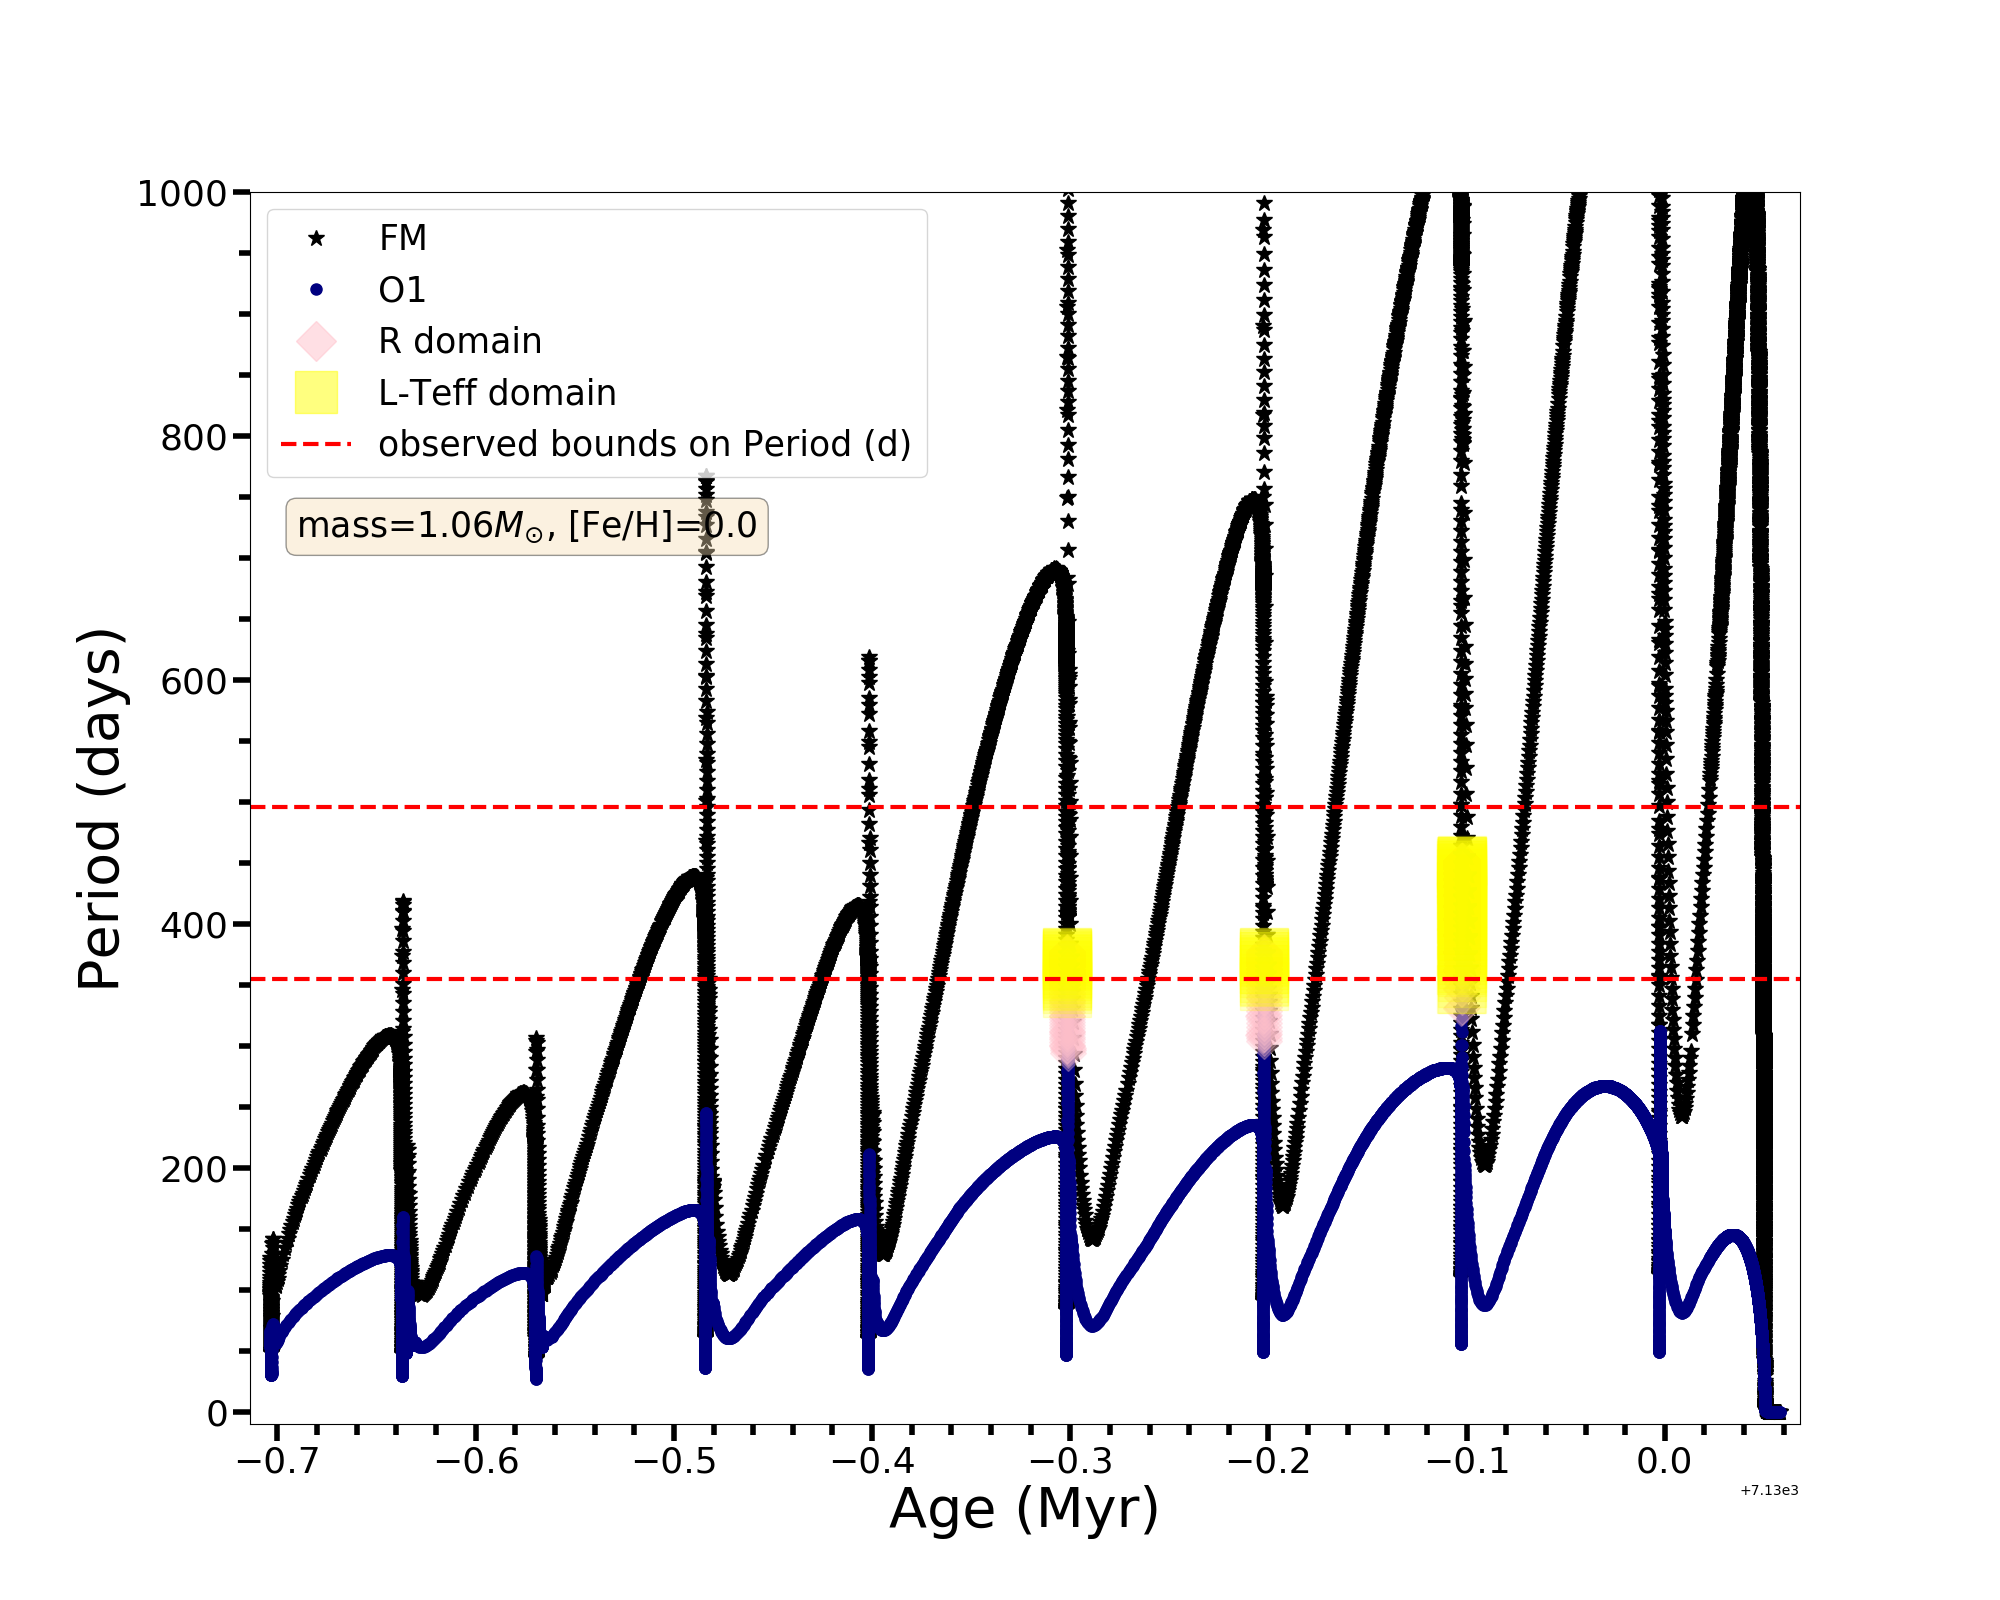 1000
800
600
400
200
0
Period (days)
FM
O1
R domain
L-Teff domain
observed bounds on Period (d)
mass=1.06M⊙, [Fe/H]=0.0
−0.7 −0.6 −0.5 −0.4 −0.3 −0.2 −0.1 0.0
+7.13e3
Age (Myr)